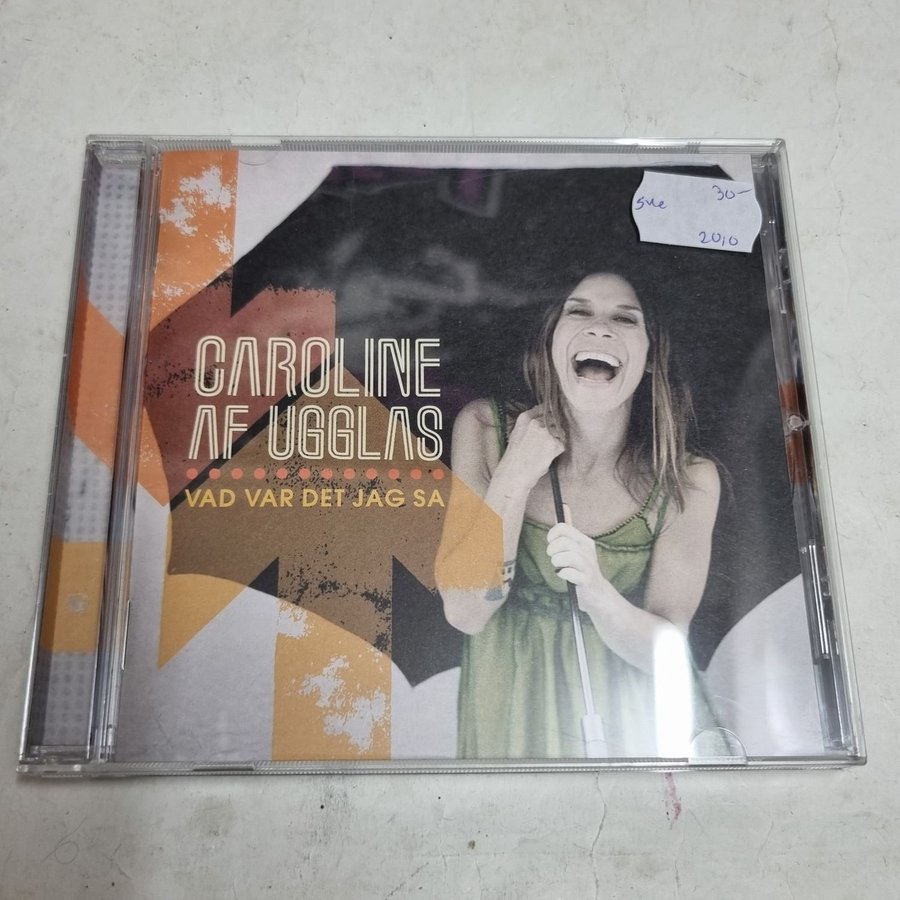 sve 30-
2010
CAROLINE
AF UGGLAS
VAD VAR DET JAG SA